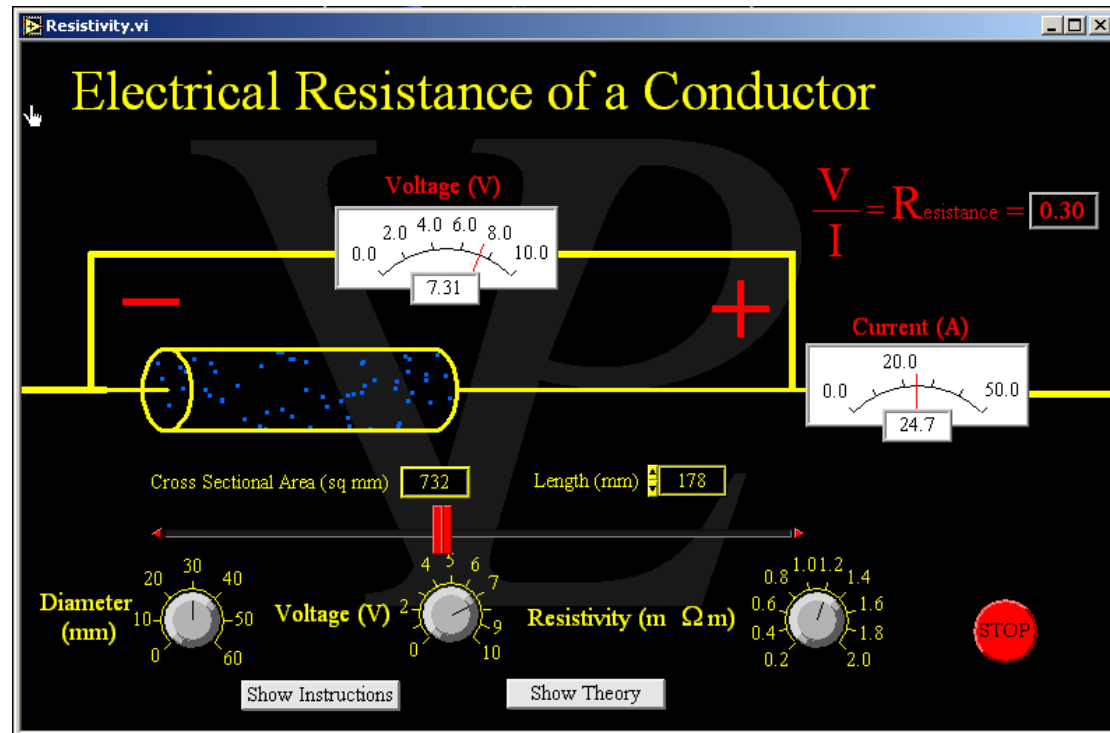 Resistivity.vi
Electrical Resistance of a Conductor
Voltage (V)
0.0 2.0 4.0 6.0 8.0 10.0
7.31
V
I
= Resistance = 0.30
− +
Current (A)
0.0 20.0 50.0
24.7
Cross Sectional Area (sq mm) 732
Length (mm) 178
Diameter
(mm)
0 10 20 30 40 50 60
Voltage (V)
0 2 4 5 6 7 9 10
Resistivity (m Ωm)
0.2 0.4 0.6 0.8 1.0 1.2 1.4 1.6 1.8 2.0
STOP
Show Instructions
Show Theory
VPL